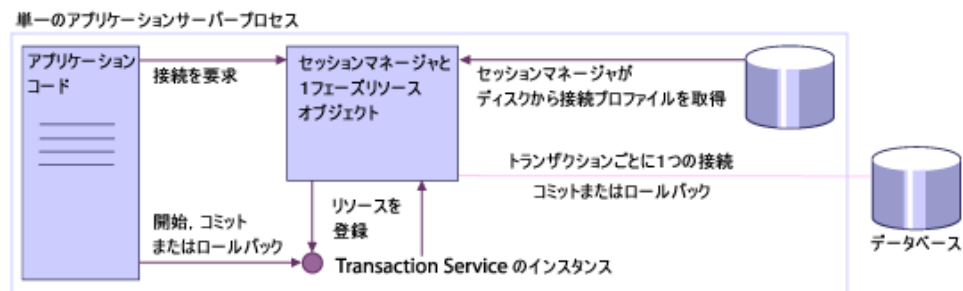 単一のアプリケーションサーバープロセス
アプリケーション
コード
接続を要求
セッションマネージャと
1フェーズリソース
オブジェクト
セッションマネージャが
ディスクから接続プロファイルを取得
トランザクションごとに1つの接続
コミットまたはロールバック
データベース
リソースを
登録
開始, コミット
またはロールバック
Transaction Service のインスタンス